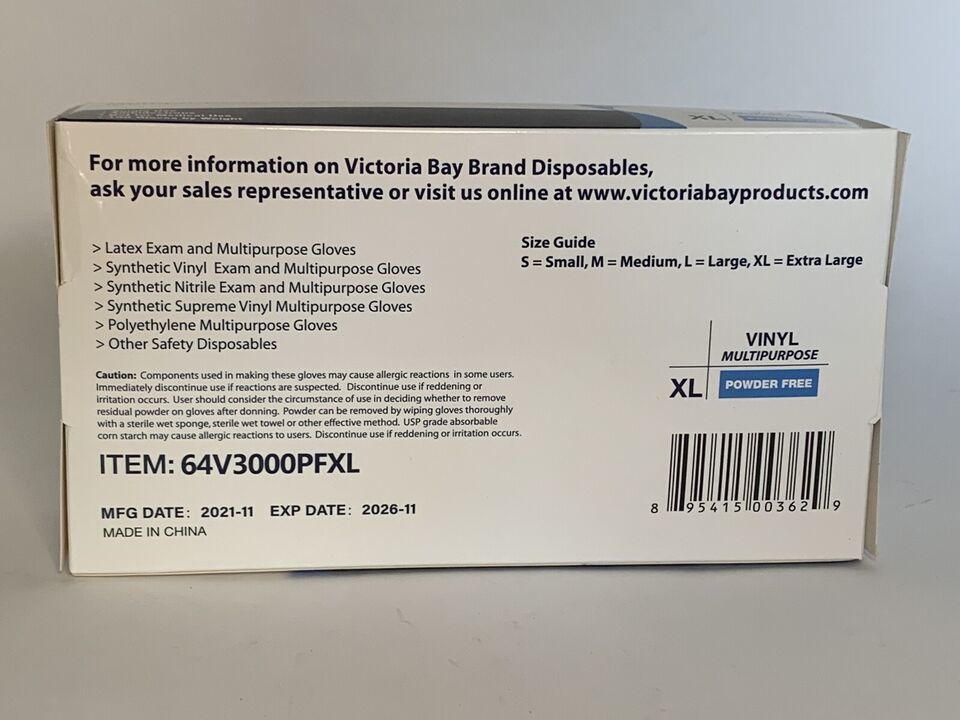 Not Medical Use
XL
For more information on Victoria Bay Brand Disposables,
ask your sales representative or visit us online at www.victoriabayproducts.com
> Latex Exam and Multipurpose Gloves
> Synthetic Vinyl Exam and Multipurpose Gloves
> Synthetic Nitrile Exam and Multipurpose Gloves
> Synthetic Supreme Vinyl Multipurpose Gloves
> Polyethylene Multipurpose Gloves
> Other Safety Disposables
Size Guide
S = Small, M = Medium, L = Large, XL = Extra Large
Caution: Components used in making these gloves may cause allergic reactions in some users.
Immediately discontinue use if reactions are suspected. Discontinue use if reddening or
irritation occurs. User should consider the circumstance of use in deciding whether to remove
residual powder on gloves after donning. Powder can be removed by wiping gloves thoroughly
with a sterile wet sponge, sterile wet towel or other effective method. USP grade absorbable
corn starch may cause allergic reactions to users. Discontinue use if reddening or irritation occurs.
VINYL
MULTIPURPOSE
XL
POWDER FREE
ITEM: 64V3000PFXL
MFG DATE: 2021-11 EXP DATE: 2026-11
MADE IN CHINA
8 95415 00362 9